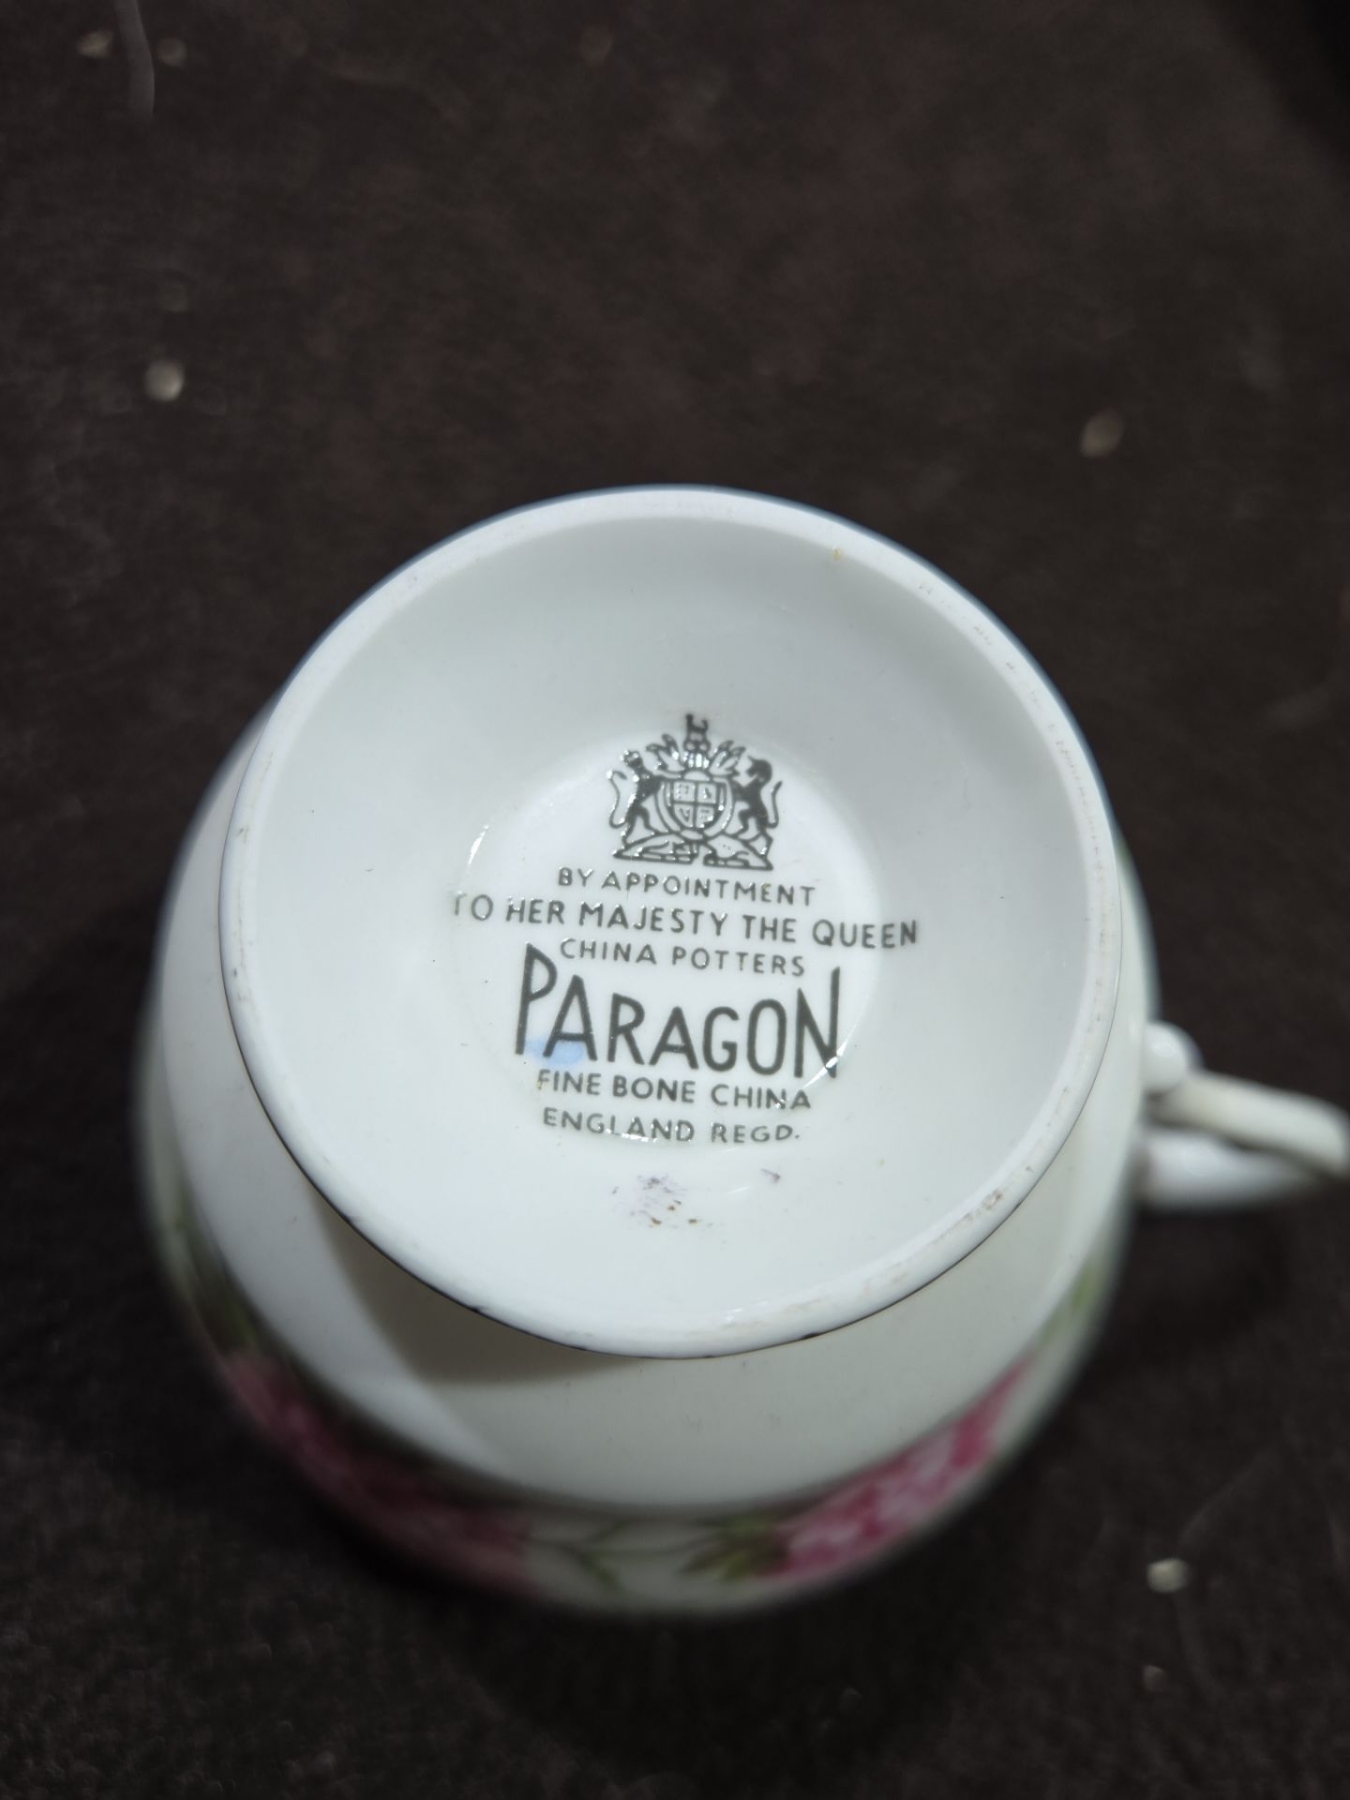 BY APPOINTMENT
TO HER MAJESTY THE QUEEN
CHINA POTTERS
PARAGON
FINE BONE CHINA
ENGLAND REGD.